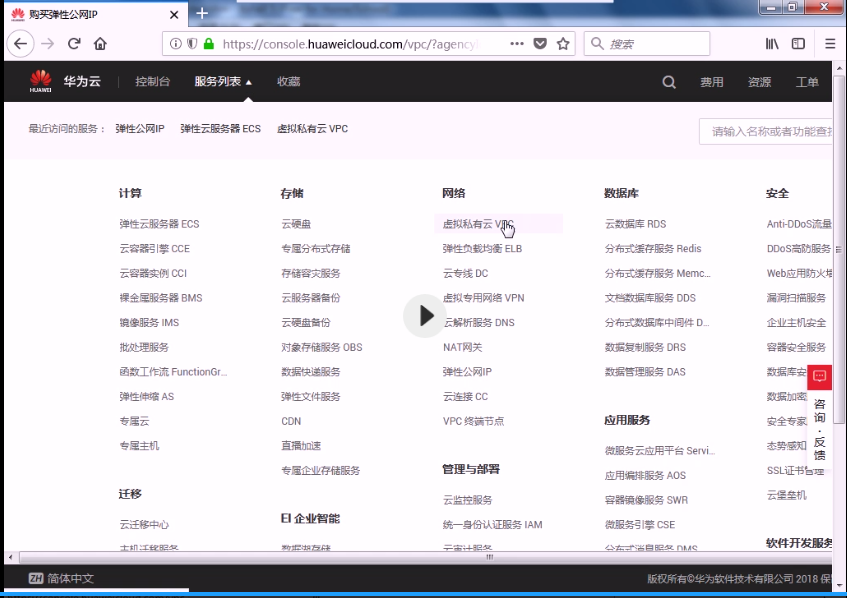 购买弹性公网IP
https://console.huaweicloud.com/vpc/?agency
搜索
HUAWEI 华为云 控制台 服务列表 收藏 费用 资源 工单
最近访问的服务： 弹性公网IP 弹性云服务器 ECS 虚拟私有云 VPC
请输入名称或者功能查找
计算 存储 网络 数据库 安全
弹性云服务器 ECS 云硬盘 虚拟私有云 VPC 云数据库 RDS Anti-DDoS流量
云容器引擎 CCE 专属分布式存储 弹性负载均衡 ELB 分布式缓存服务 Redis DDoS高防服务
云容器实例 CCI 存储容灾服务 云专线 DC 分布式缓存服务 Memc... Web应用防火墙
裸金属服务器 BMS 云服务器备份 虚拟专用网络 VPN 文档数据库服务 DDS 漏洞扫描服务
镜像服务 IMS 云硬盘备份 云解析服务 DNS 分布式数据库中间件 D... 企业主机安全
批处理服务 对象存储服务 OBS NAT网关 数据复制服务 DRS 容器安全服务
函数工作流 FunctionGr... 数据快递服务 弹性公网IP 数据管理服务 DAS 数据库安
弹性伸缩 AS 弹性文件服务 云连接 CC 数据加密
专属云 CDN VPC 终端节点 应用服务 安全专家
专属主机 直播加速 微服务云应用平台 Servi... 态势感知
专属企业存储服务 管理与部署 应用编排服务 AOS SSL证书管理
迁移 云监控服务 容器镜像服务 SWR 云堡垒机
云迁移中心 EI 企业智能 统一身份认证服务 IAM 微服务引擎 CSE
主机迁移服务 数据湖存储 云审计服务 分布式消息服务 DMS 软件开发服务
咨询·反馈
ZH 简体中文 版权所有©华为软件技术有限公司 2018 保